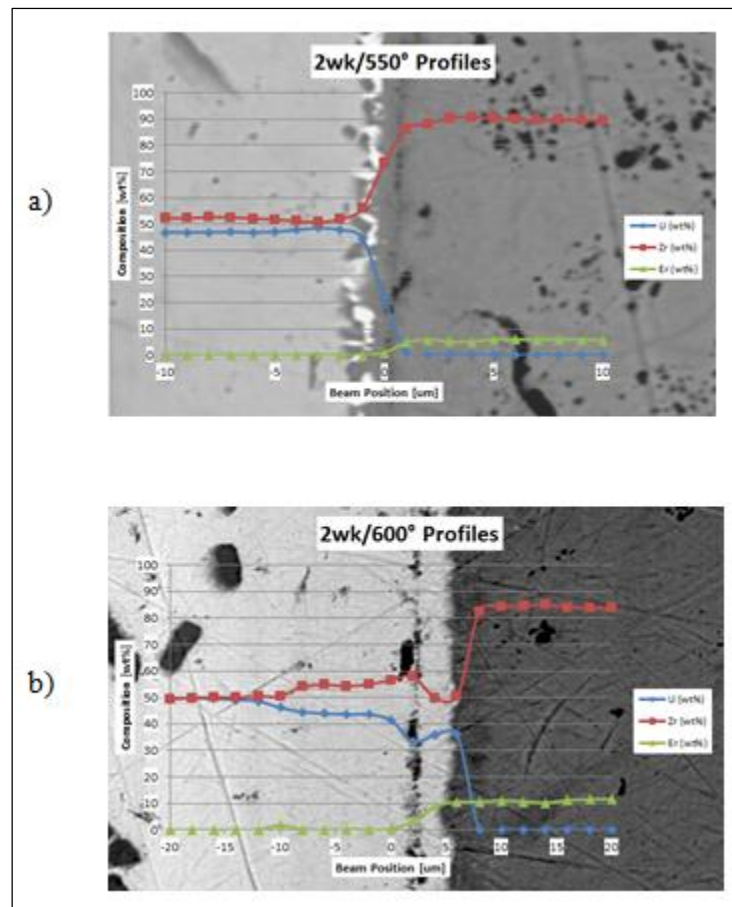 a)
2wk/550° Profiles
Composition [wt%]
100
90
80
70
60
50
40
30
20
10
0
-10
-5
0
5
10
Beam Position [um]
U (wt%)
Zr (wt%)
Er (wt%)
b)
2wk/600° Profiles
Composition [wt%]
100
90
80
70
60
50
40
30
20
10
0
-20
-15
-10
-5
0
5
10
15
20
Beam Position [um]
U (wt%)
Zr (wt%)
Er (wt%)